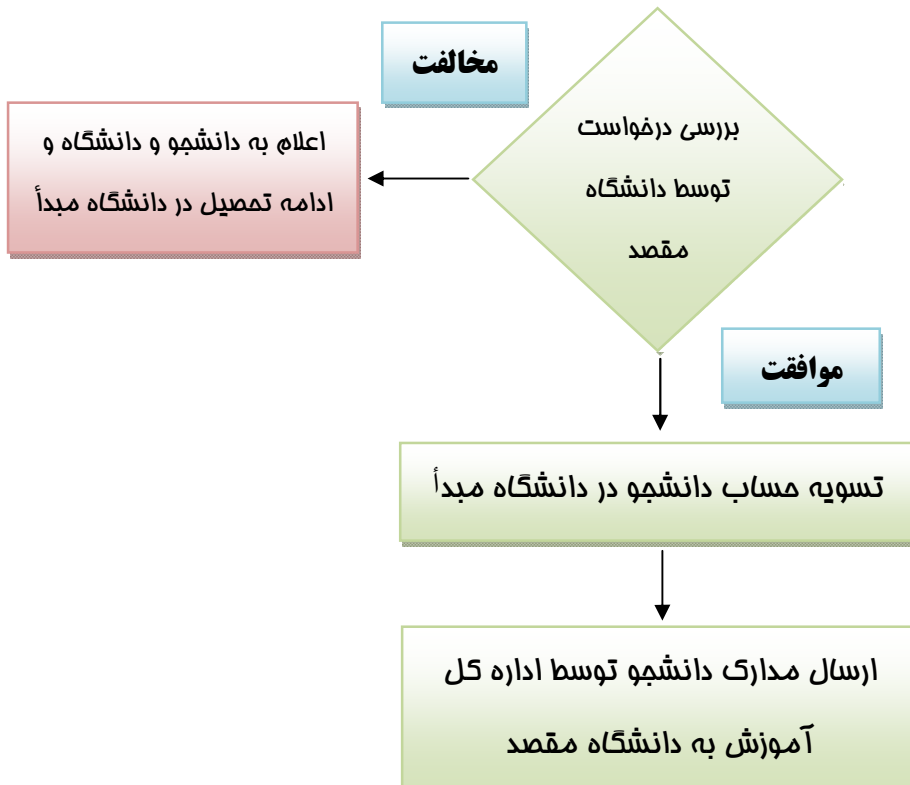 مخالفت
بررسی درخواست
توسط دانشگاه
مقصد
اعلام به دانشجو و دانشگاه و
ادامه تحصیل در دانشگاه مبدأ
موافقت
تسویه حساب دانشجو در دانشگاه مبدأ
ارسال مدارک دانشجو توسط اداره کل
آموزش به دانشگاه مقصد